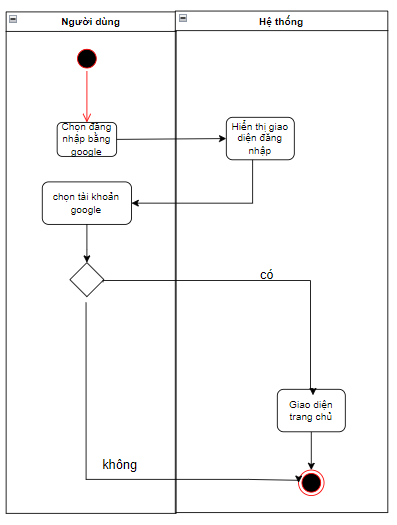 Người dùng
Hệ thống
Chọn đăng
nhập bằng
google
Hiển thị giao
diện đăng
nhập
chọn tài khoản
google
có
Giao diện
trang chủ
không